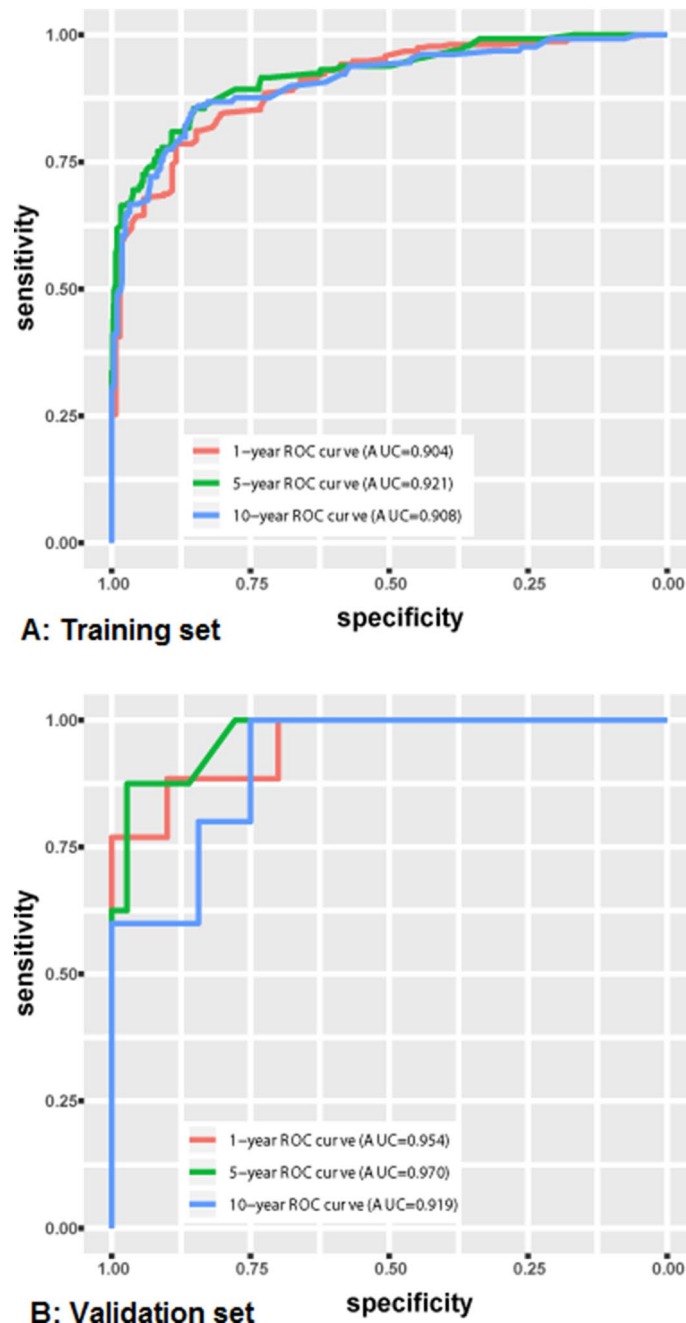 1.00
0.75
0.50
0.25
0.00
sensitivity
1-year ROC curve (AUC=0.904)
5-year ROC curve (AUC=0.921)
10-year ROC curve (AUC=0.908)
1.00 0.75 0.50 0.25 0.00
specificity
A: Training set
1.00
0.75
0.50
0.25
0.00
sensitivity
1-year ROC curve (AUC=0.954)
5-year ROC curve (AUC=0.970)
10-year ROC curve (AUC=0.919)
1.00 0.75 0.50 0.25 0.00
specificity
B: Validation set